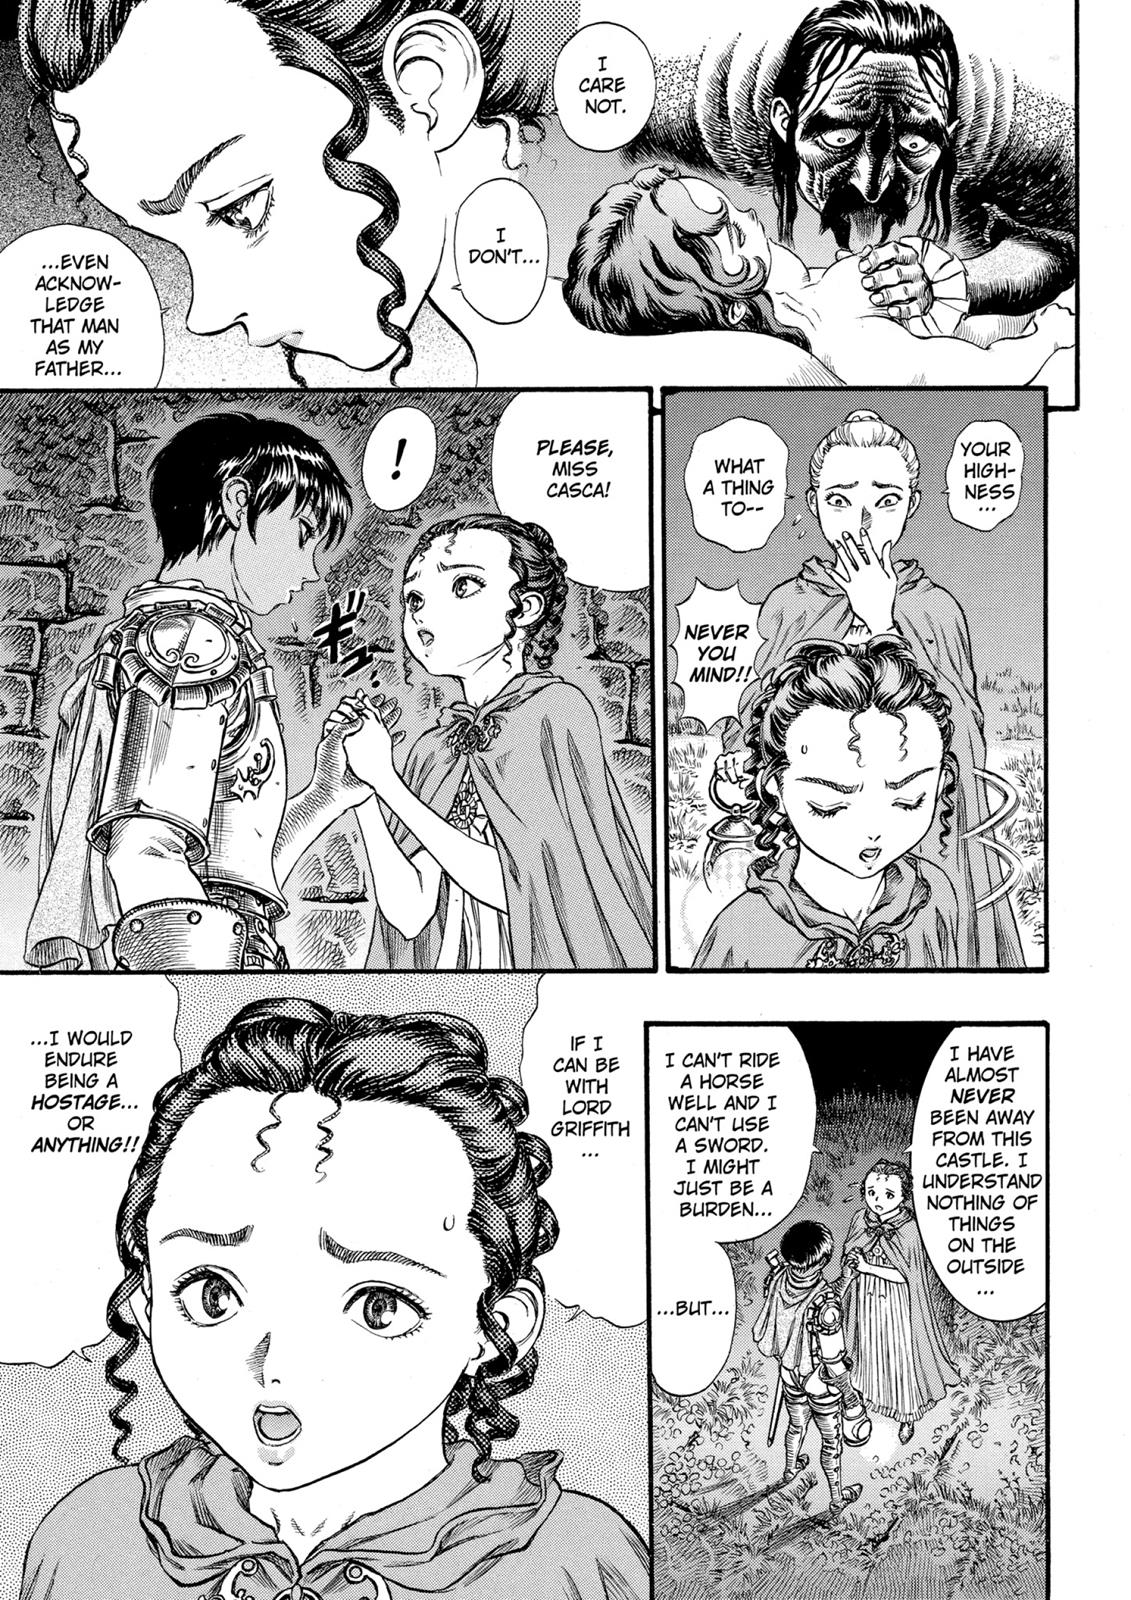 I
CARE
NOT.
I
DON'T...
...EVEN
ACKNOW-
LEDGE
THAT MAN
AS MY
FATHER...
YOUR
HIGH-
NESS
...
WHAT
A THING
TO--
NEVER
YOU
MIND!!
PLEASE,
MISS
CASCA!
!
ギュッ
I HAVE
ALMOST
NEVER
BEEN AWAY
FROM THIS
CASTLE. I
UNDERSTAND
NOTHING OF
THINGS
ON THE
OUTSIDE
...
I CAN'T RIDE
A HORSE
WELL AND I
CAN'T USE
A SWORD.
I MIGHT
JUST BE A
BURDEN...
...BUT...
IF I
CAN BE
WITH
LORD
GRIFFITH
...
...I WOULD
ENDURE
BEING A
HOSTAGE...
OR
ANYTHING!!